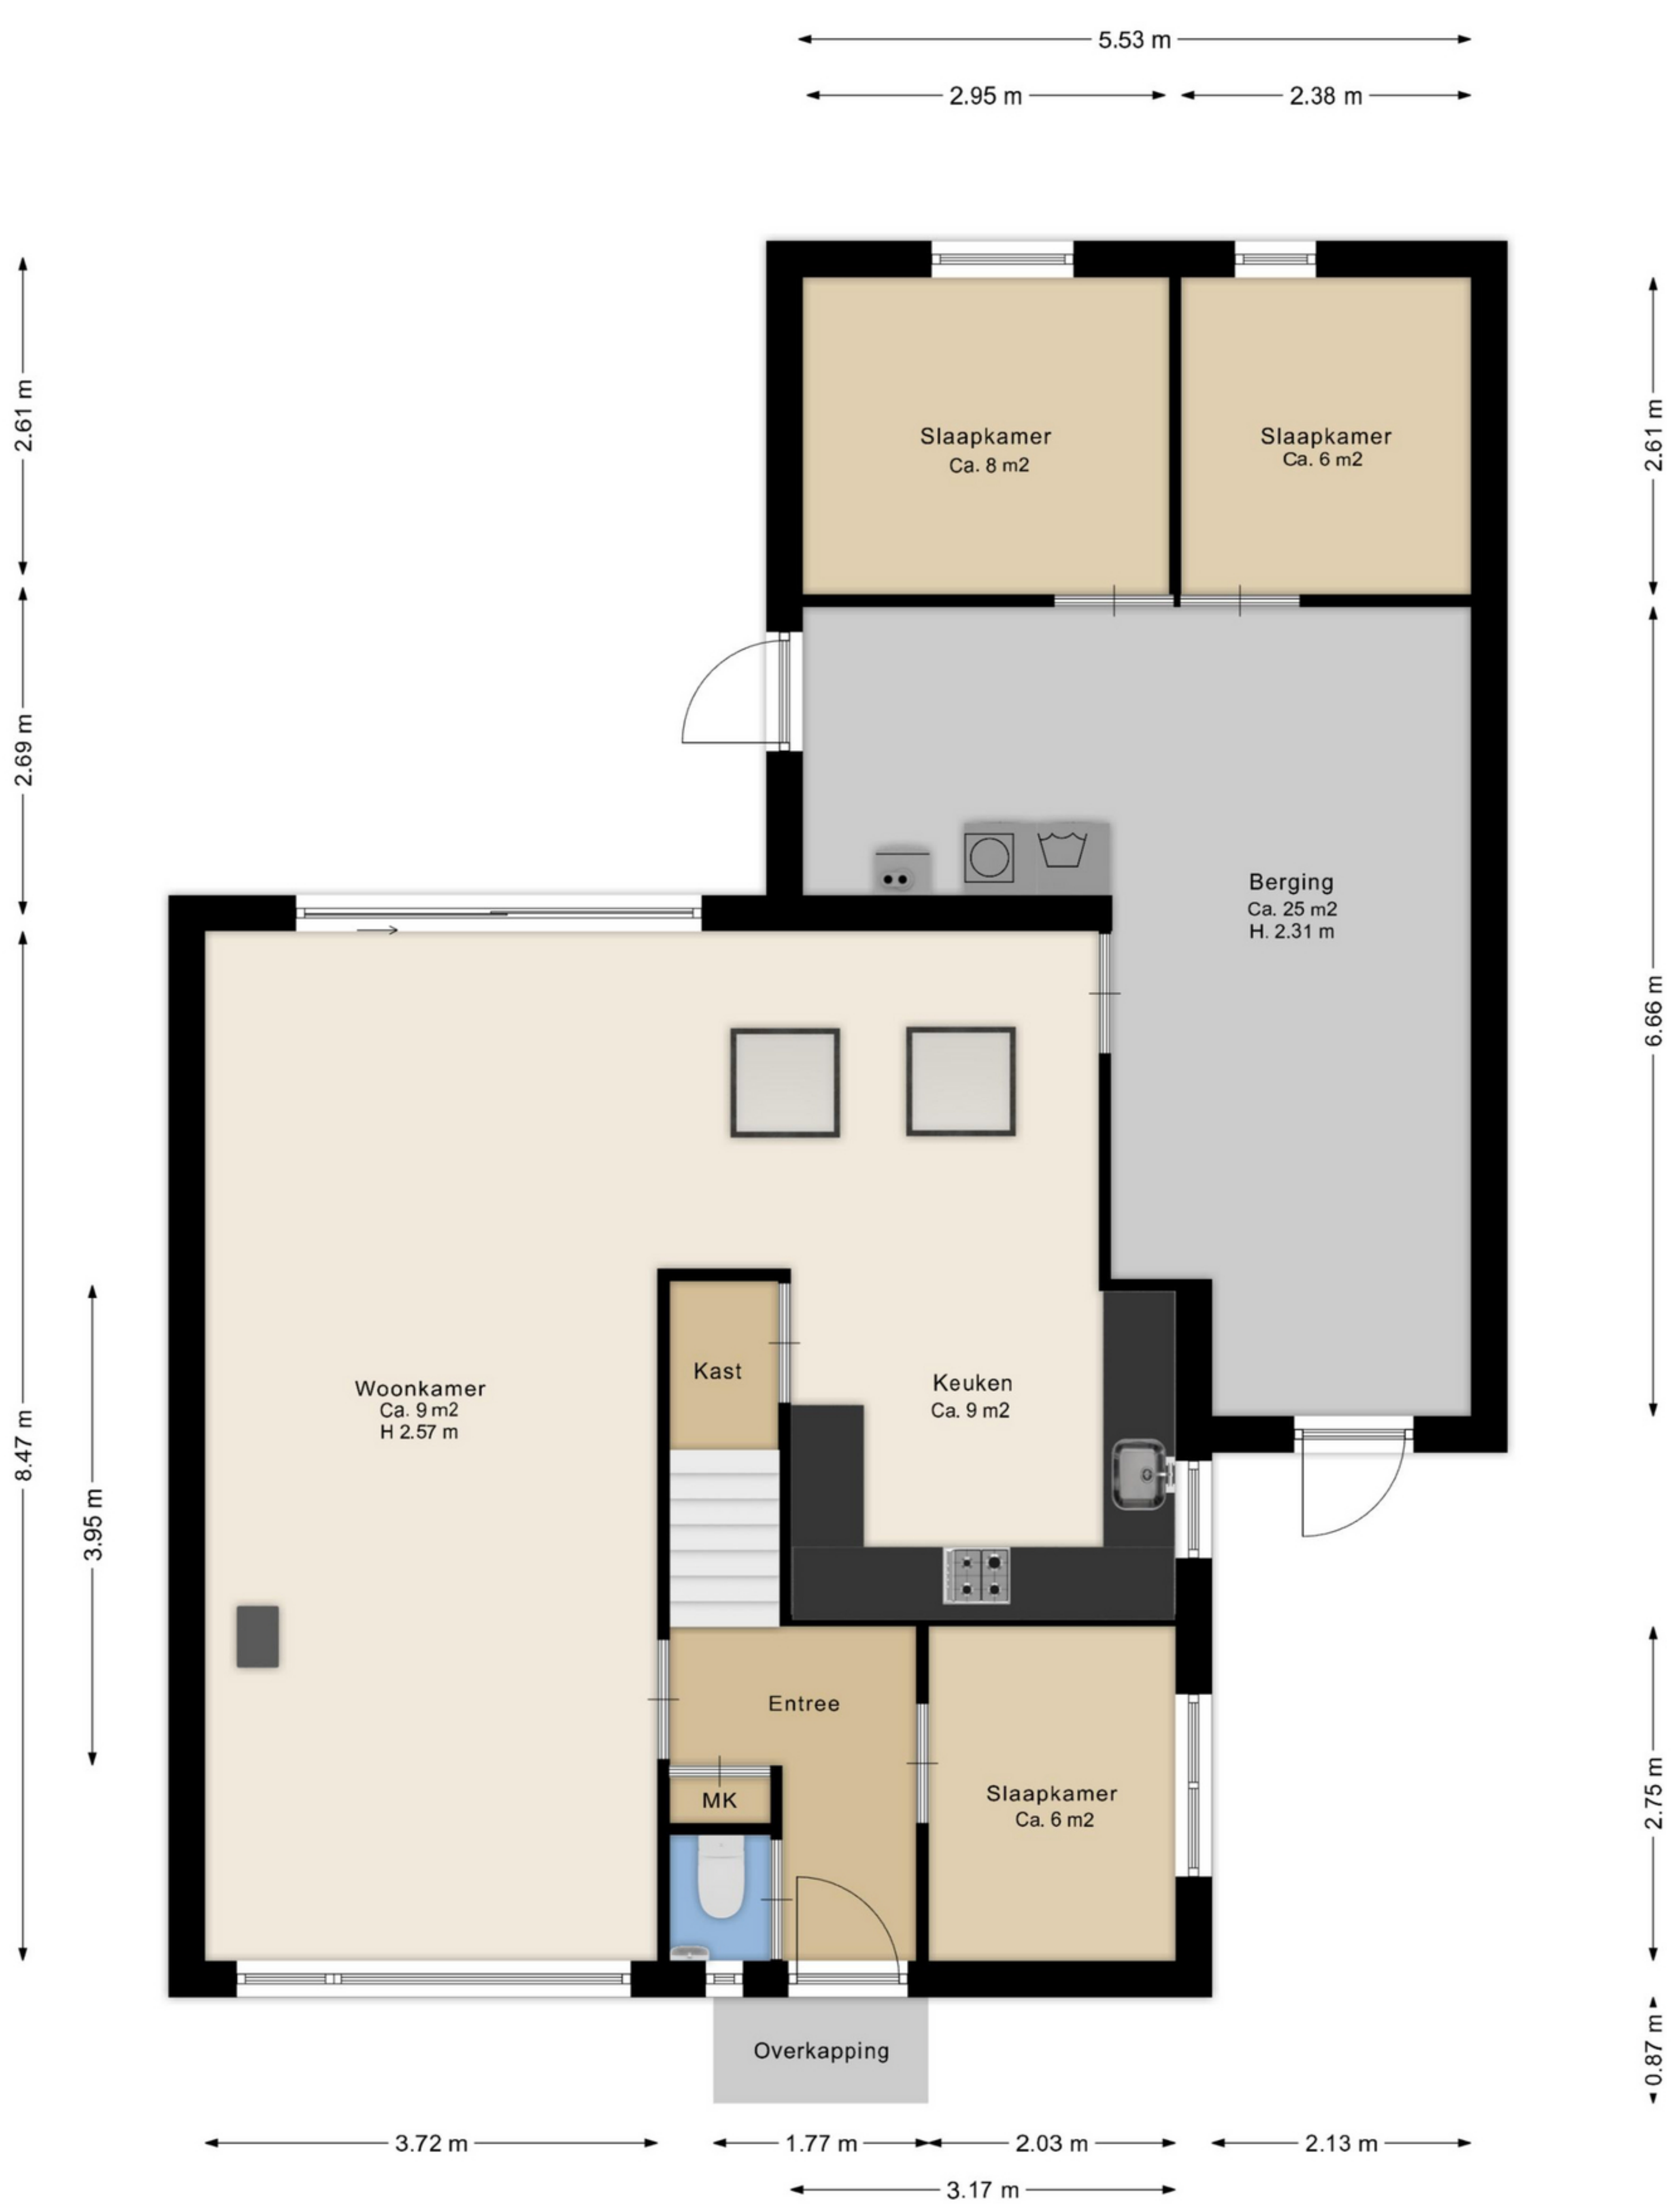 5.53 m
2.95 m
2.38 m
2.61 m
2.61 m
Slaapkamer
Ca. 8 m2
Slaapkamer
Ca. 6 m2
2.69 m
Berging
Ca. 25 m2
H. 2.31 m
6.66 m
8.47 m
3.95 m
Woonkamer
Ca. 9 m2
H 2.57 m
Kast
Keuken
Ca. 9 m2
Entree
MK
Slaapkamer
Ca. 6 m2
2.75 m
Overkapping
0.87 m
3.72 m
1.77 m
2.03 m
2.13 m
3.17 m